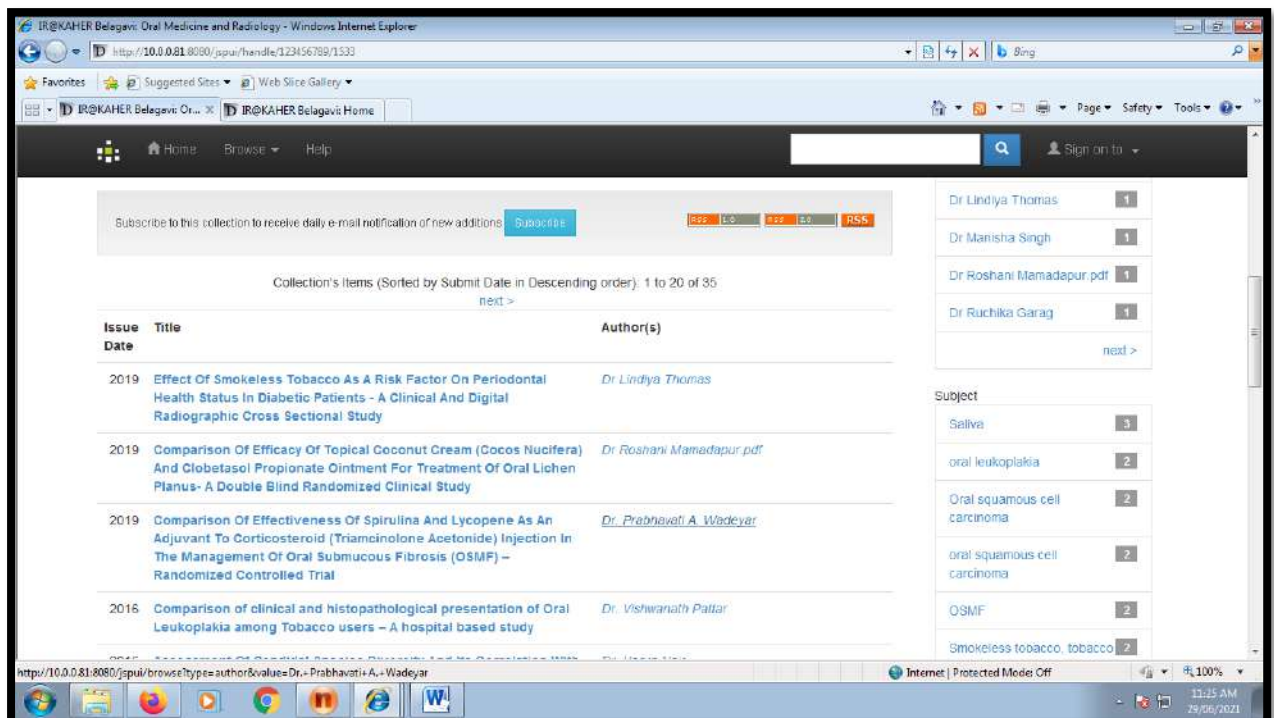 IR@KAHER Belagavi: Oral Medicine and Radiology - Windows Internet Explorer
http://10.0.0.81:8080/jspui/handle/123456789/1533
Bing
Favorites
Suggested Sites
Web Slice Gallery
IR@KAHER Belagavi: Or...
IR@KAHER Belagavi: Home
Page
Safety
Tools
Home
Browse
Help
Sign on to
Subscribe to this collection to receive daily e-mail notification of new additions
Subscribe
RSS 1.0
RSS 2.0
RSS
Collection's Items (Sorted by Submit Date in Descending order): 1 to 20 of 35
next >
Issue Date
Title
Author(s)
2019
Effect Of Smokeless Tobacco As A Risk Factor On Periodontal
Health Status In Diabetic Patients - A Clinical And Digital
Radiographic Cross Sectional Study
Dr Lindiya Thomas
2019
Comparison Of Efficacy Of Topical Coconut Cream (Cocos Nucifera)
And Clobetasol Propionate Ointment For Treatment Of Oral Lichen
Planus- A Double Blind Randomized Clinical Study
Dr Roshani Mamadapur.pdf
2019
Comparison Of Effectiveness Of Spirulina And Lycopene As An
Adjuvant To Corticosteroid (Triamcinolone Acetonide) Injection In
The Management Of Oral Submucous Fibrosis (OSMF) –
Randomized Controlled Trial
Dr. Prabhavati A. Wadeyar
2016
Comparison of clinical and histopathological presentation of Oral
Leukoplakia among Tobacco users – A hospital based study
Dr. Vishwanath Pattar
Dr Lindiya Thomas 1
Dr Manisha Singh 1
Dr Roshani Mamadapur.pdf 1
Dr Ruchika Garag 1
next >
Subject
Saliva 3
oral leukoplakia 2
Oral squamous cell
carcinoma 2
oral squamous cell
carcinoma 2
OSMF 2
Smokeless tobacco, tobacco 2
http://10.0.0.81:8080/jspui/browse?type=author&value=Dr.+Prabhavati+A.+Wadeyar
Internet | Protected Mode: Off
100%
11:25 AM
29/06/2021